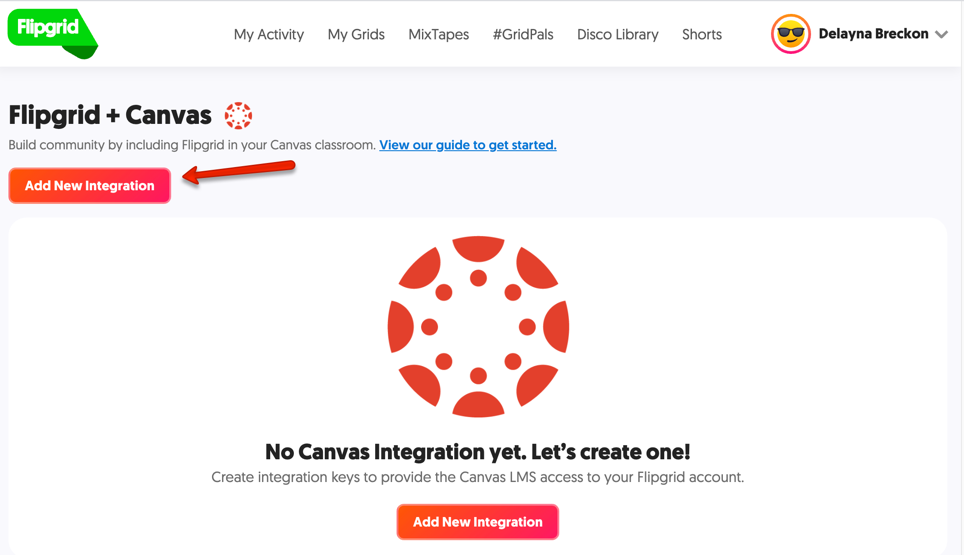 Flipgrid
My Activity My Grids MixTapes #GridPals Disco Library Shorts Delayna Breckon
Flipgrid + Canvas
Build community by including Flipgrid in your Canvas classroom. View our guide to get started.
Add New Integration
No Canvas Integration yet. Let's create one!
Create integration keys to provide the Canvas LMS access to your Flipgrid account.
Add New Integration